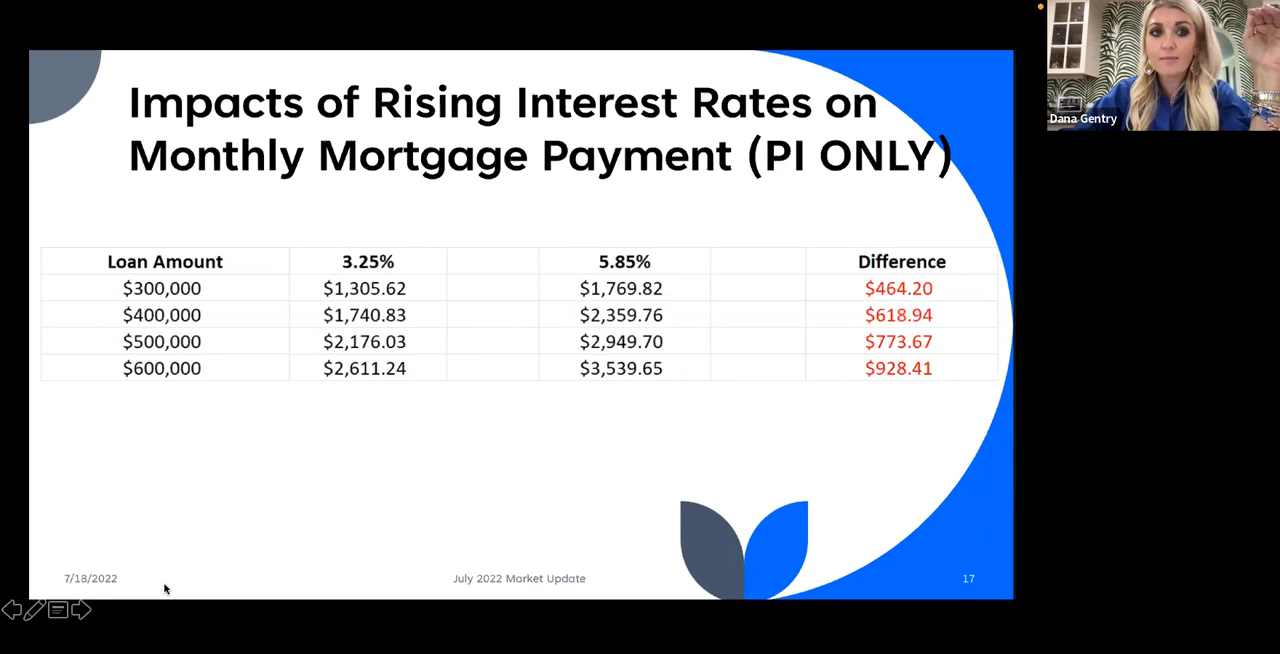 Impacts of Rising Interest Rates on
Monthly Mortgage Payment (PI ONLY)
Dana Gentry
Loan Amount 3.25% 5.85% Difference
$300,000 $1,305.62 $1,769.82 $464.20
$400,000 $1,740.83 $2,359.76 $618.94
$500,000 $2,176.03 $2,949.70 $773.67
$600,000 $2,611.24 $3,539.65 $928.41
7/18/2022 July 2022 Market Update 17